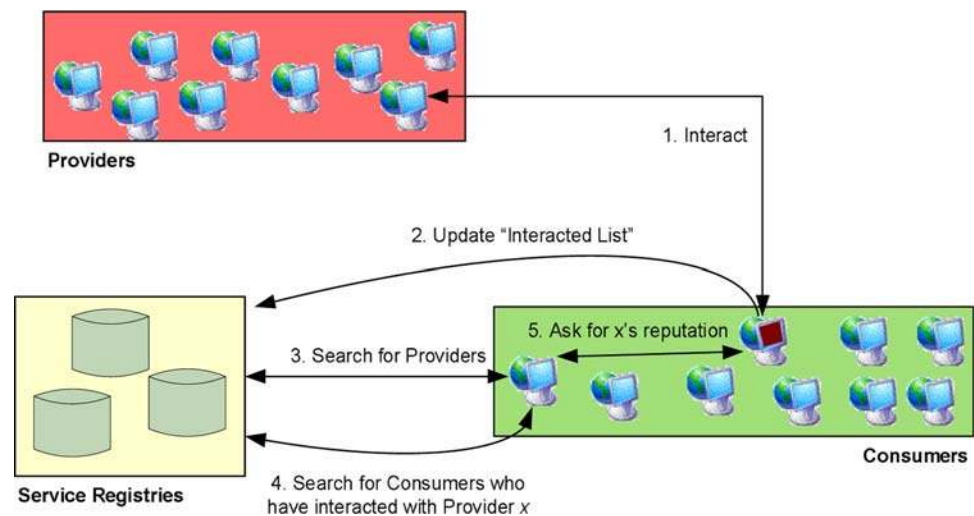 Providers
1. Interact
2. Update “Interacted List”
5. Ask for x's reputation
3. Search for Providers
Consumers
4. Search for Consumers who
have interacted with Provider x
Service Registries